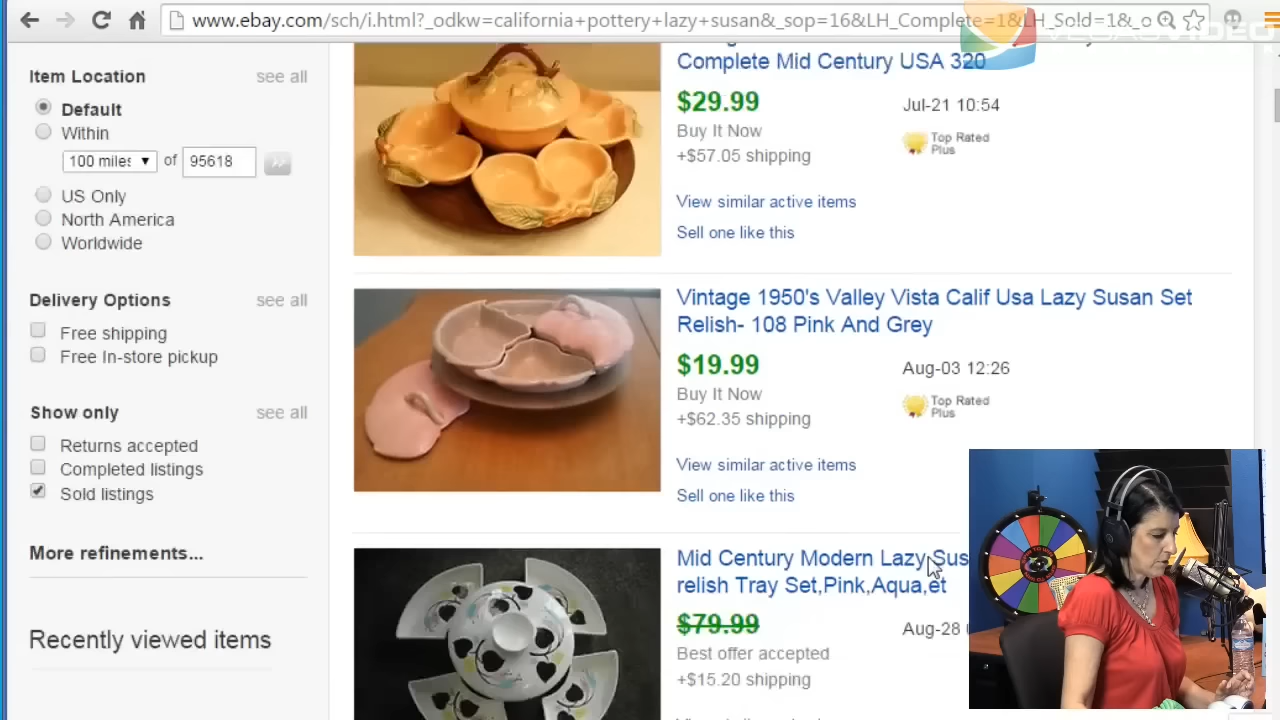 www.ebay.com/sch/i.html?_odkw=california+pottery+lazy+susan&_sop=16&LH_Complete=1&LH_Sold=1&_o
Item Location see all
Default
Within
100 miles of 95618
US Only
North America
Worldwide
Delivery Options see all
Free shipping
Free In-store pickup
Show only see all
Returns accepted
Completed listings
Sold listings
More refinements...
Recently viewed items
Complete Mid Century USA 320
$29.99 Jul-21 10:54
Buy It Now
Top Rated
Plus
+$57.05 shipping
View similar active items
Sell one like this
Vintage 1950's Valley Vista Calif Usa Lazy Susan Set
Relish- 108 Pink And Grey
$19.99 Aug-03 12:26
Buy It Now
Top Rated
Plus
+$62.35 shipping
View similar active items
Sell one like this
Mid Century Modern Lazy Sus
relish Tray Set,Pink,Aqua,et
$79.99 Aug-28
Best offer accepted
+$15.20 shipping